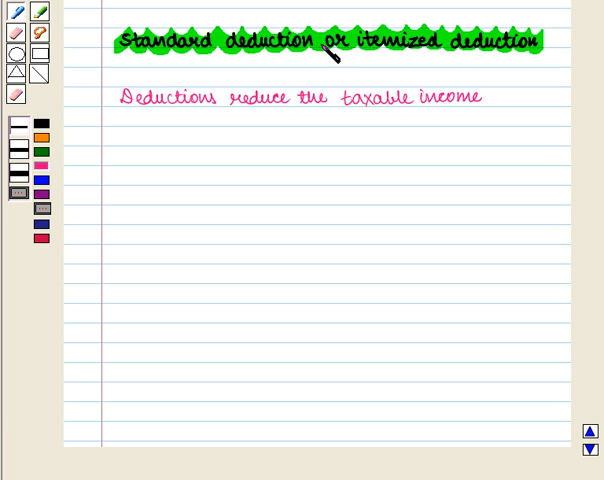 Standard deduction or itemized deduction
Deductions reduce the taxable income